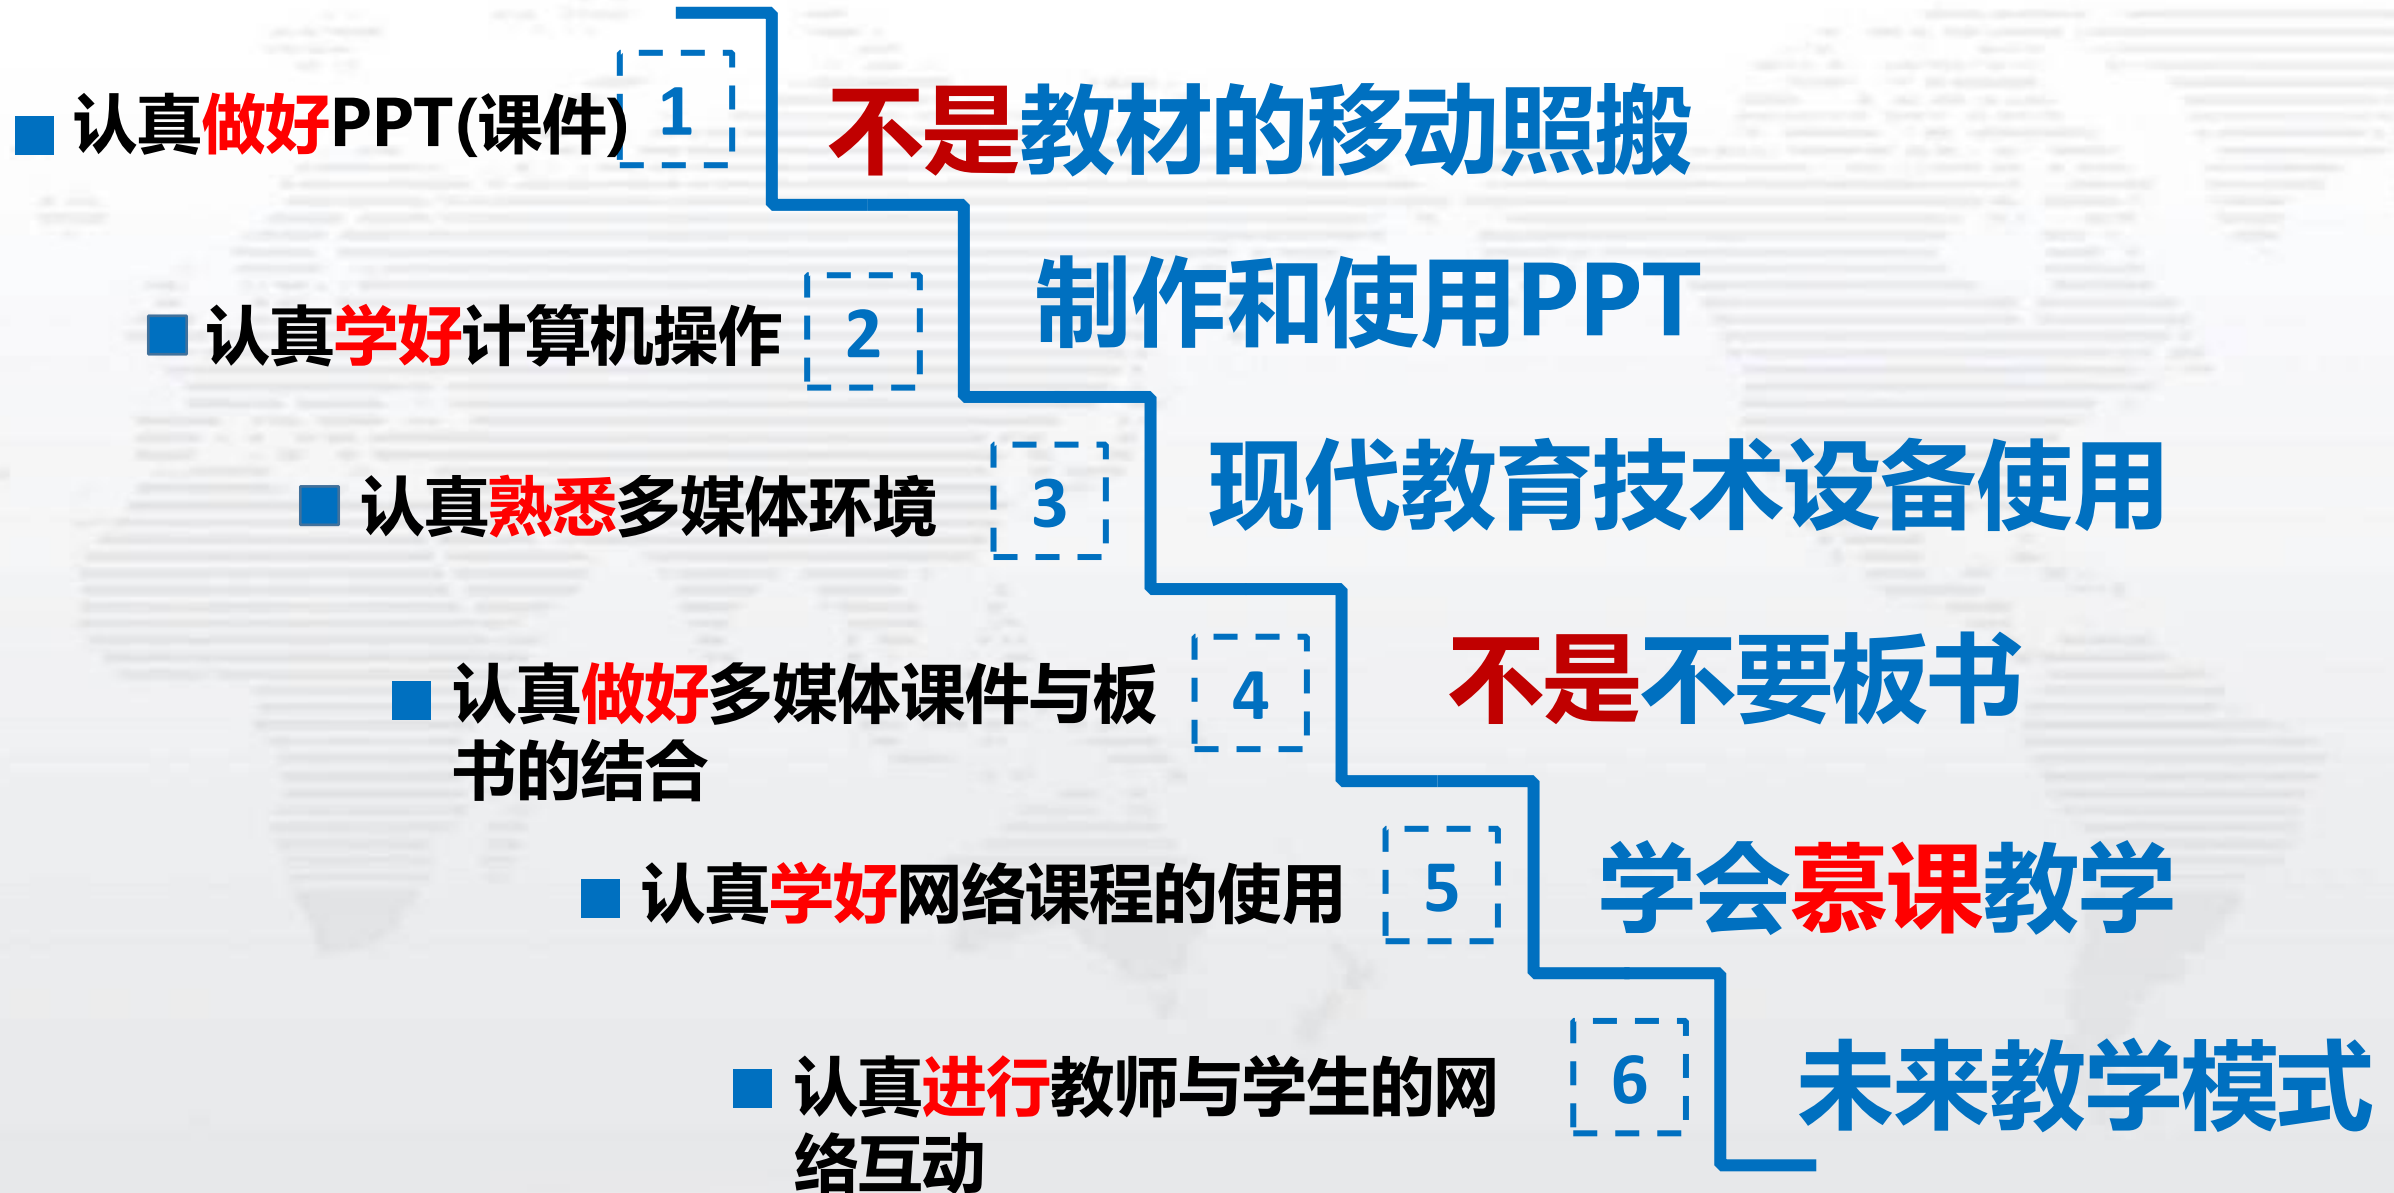 认真做好PPT(课件)
1
不是教材的移动照搬
认真学好计算机操作
2
制作和使用PPT
认真熟悉多媒体环境
3
现代教育技术设备使用
认真做好多媒体课件与板
书的结合
4
不是不要板书
认真学好网络课程的使用
5
学会慕课教学
认真进行教师与学生的网
络互动
6
未来教学模式